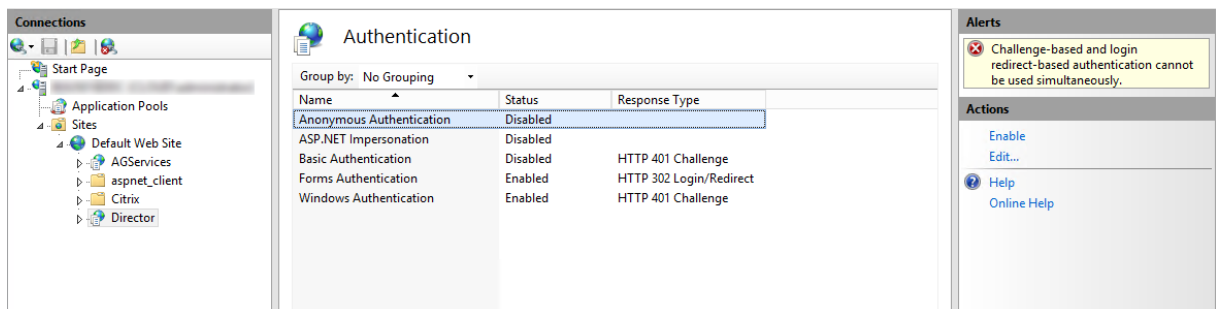 Connections
Start Page
Application Pools
Sites
Default Web Site
AGServices
aspnet_client
Citrix
Director
Authentication
Group by: No Grouping
Name Status Response Type
Anonymous Authentication Disabled
ASP.NET Impersonation Disabled
Basic Authentication Disabled HTTP 401 Challenge
Forms Authentication Enabled HTTP 302 Login/Redirect
Windows Authentication Enabled HTTP 401 Challenge
Alerts
Challenge-based and login
redirect-based authentication cannot
be used simultaneously.
Actions
Enable
Edit...
Help
Online Help